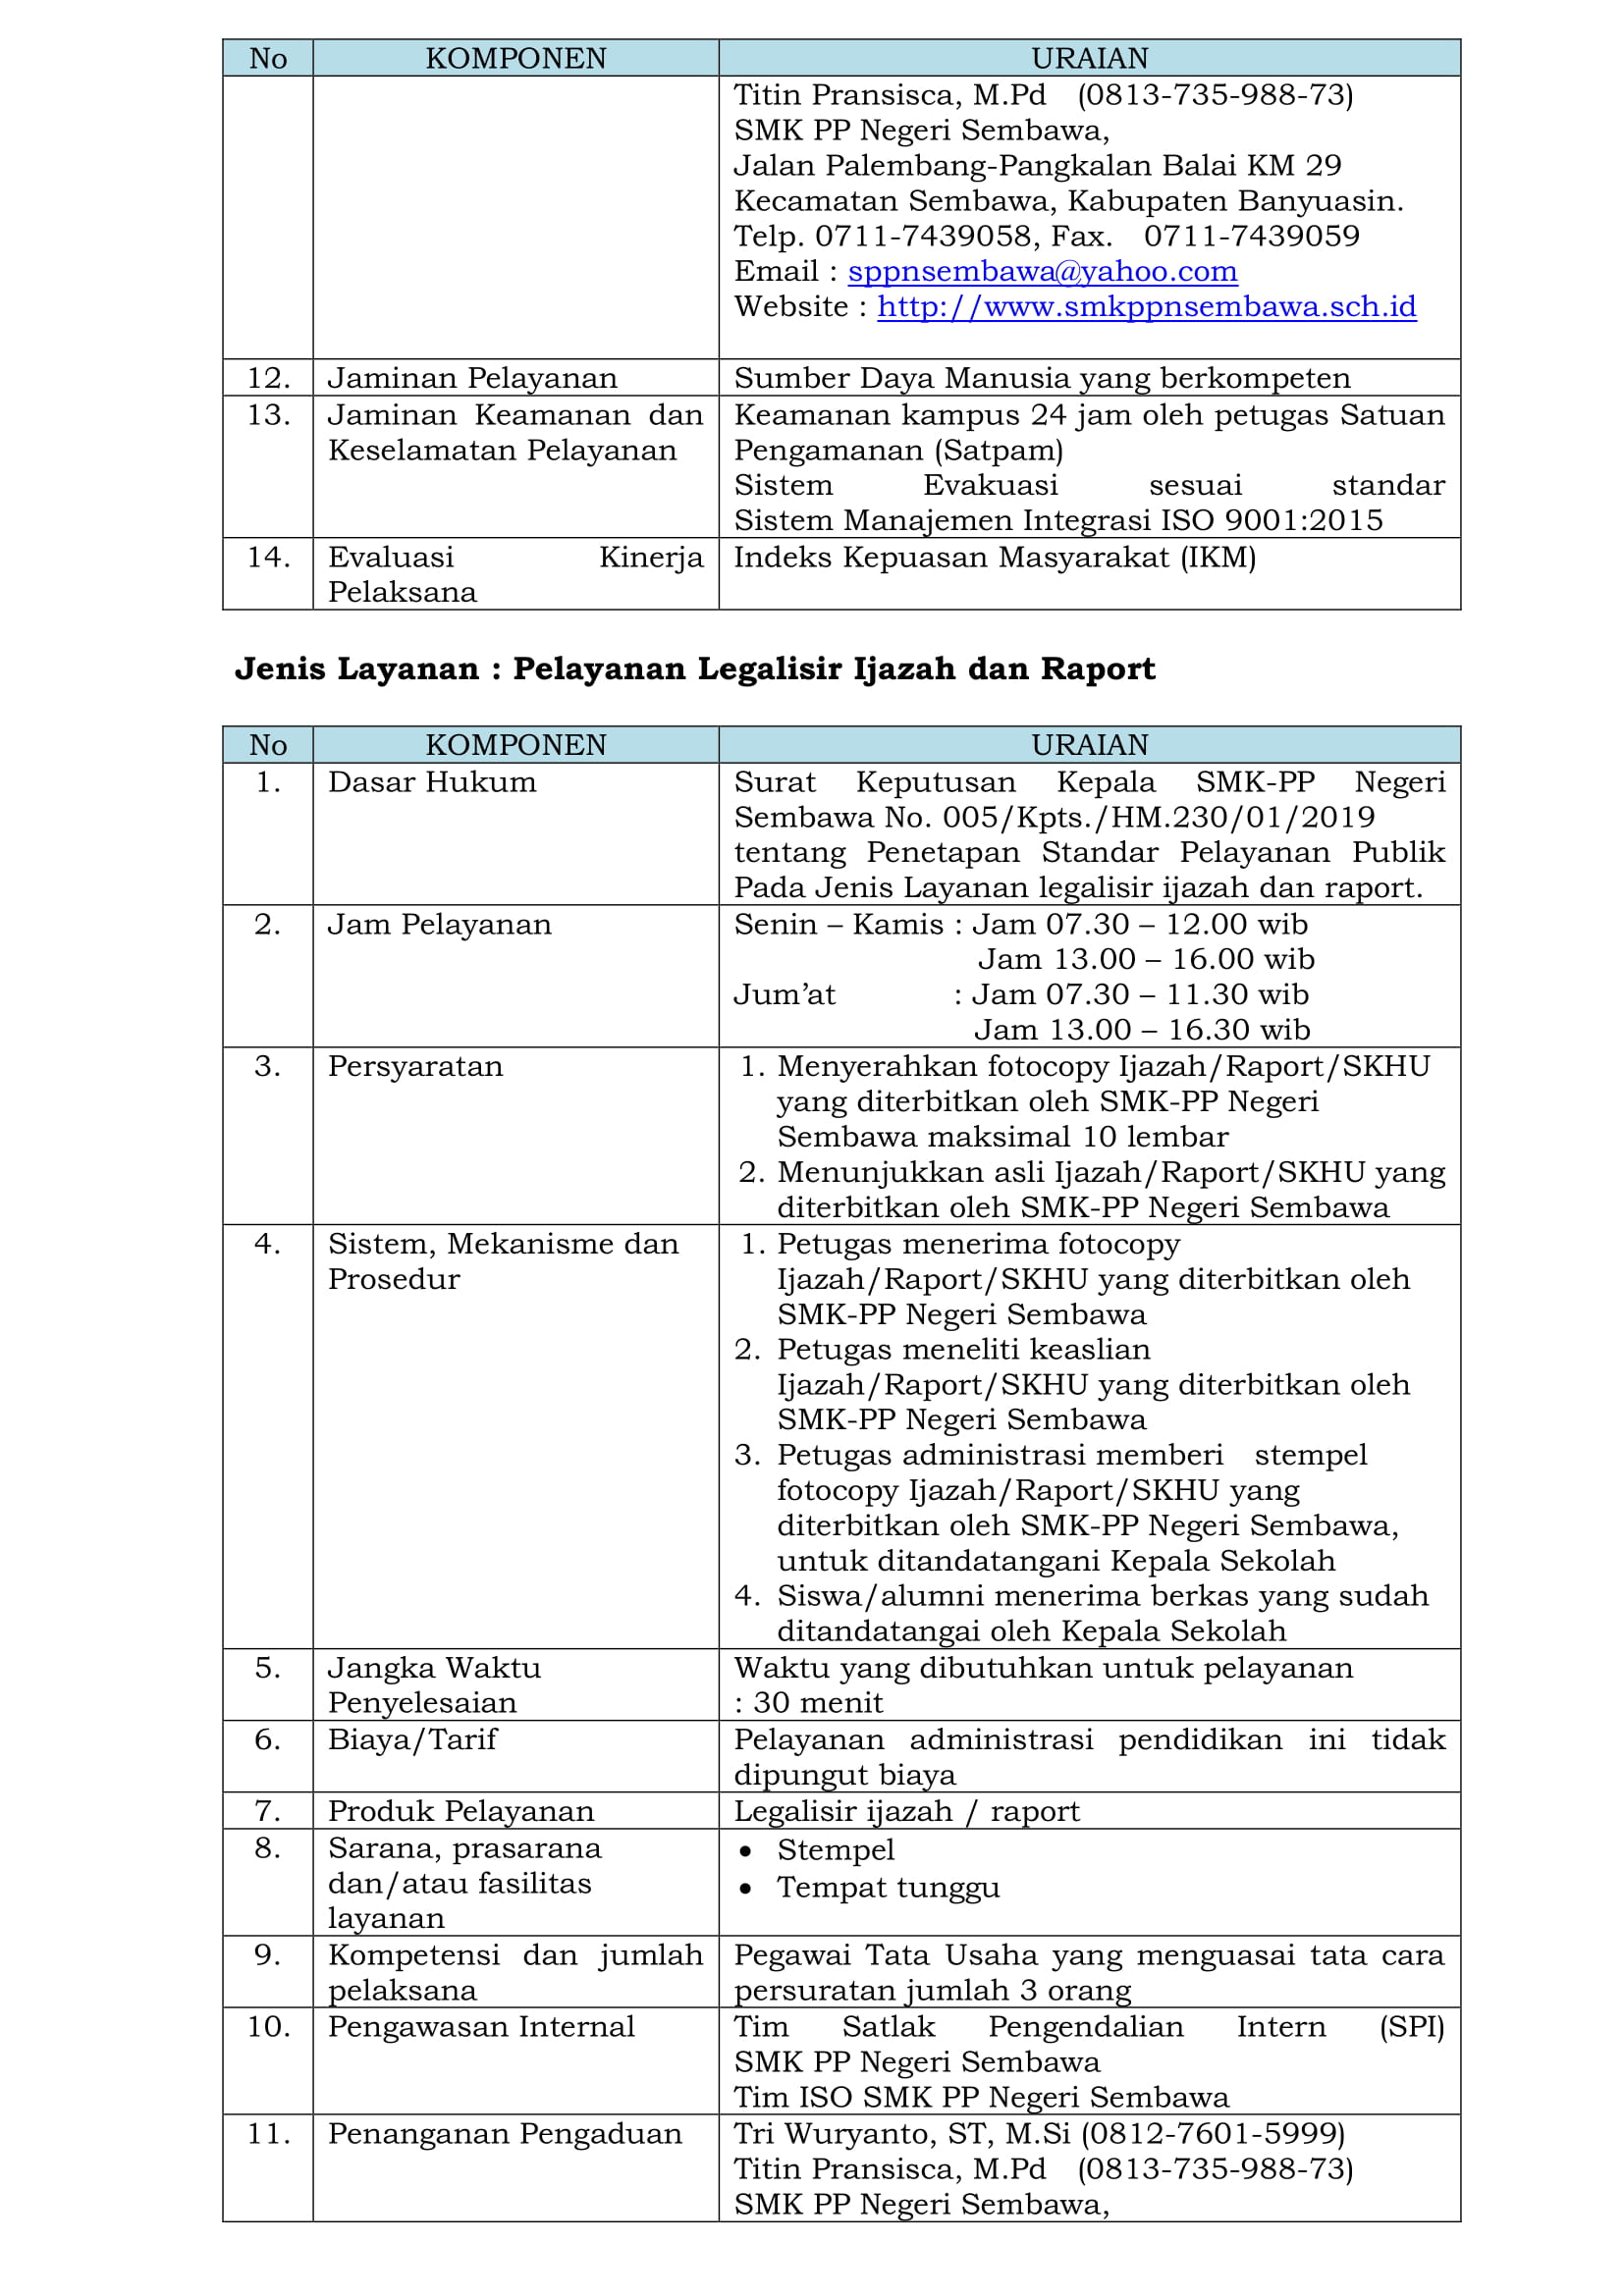 No KOMPONEN URAIAN
Titin Pransisca, M.Pd (0813-735-988-73)
SMK PP Negeri Sembawa,
Jalan Palembang-Pangkalan Balai KM 29
Kecamatan Sembawa, Kabupaten Banyuasin.
Telp. 0711-7439058, Fax. 0711-7439059
Email : sppnsembawa@yahoo.com
Website : http://www.smkppnsembawa.sch.id
12. Jaminan Pelayanan Sumber Daya Manusia yang berkompeten
13. Jaminan Keamanan dan Keamanan kampus 24 jam oleh petugas Satuan
Keselamatan Pelayanan Pengamanan (Satpam)
Sistem Evakuasi sesuai standar
Sistem Manajemen Integrasi ISO 9001:2015
14. Evaluasi Kinerja Indeks Kepuasan Masyarakat (IKM)
Pelaksana
Jenis Layanan : Pelayanan Legalisir Ijazah dan Raport
No KOMPONEN URAIAN
1. Dasar Hukum Surat Keputusan Kepala SMK-PP Negeri
Sembawa No. 005/Kpts./HM.230/01/2019
tentang Penetapan Standar Pelayanan Publik
Pada Jenis Layanan legalisir ijazah dan raport.
2. Jam Pelayanan Senin – Kamis : Jam 07.30 – 12.00 wib
Jam 13.00 – 16.00 wib
Jum’at : Jam 07.30 – 11.30 wib
Jam 13.00 – 16.30 wib
3. Persyaratan 1. Menyerahkan fotocopy Ijazah/Raport/SKHU
yang diterbitkan oleh SMK-PP Negeri
Sembawa maksimal 10 lembar
2. Menunjukkan asli Ijazah/Raport/SKHU yang
diterbitkan oleh SMK-PP Negeri Sembawa
4. Sistem, Mekanisme dan 1. Petugas menerima fotocopy
Prosedur Ijazah/Raport/SKHU yang diterbitkan oleh
SMK-PP Negeri Sembawa
2. Petugas meneliti keaslian
Ijazah/Raport/SKHU yang diterbitkan oleh
SMK-PP Negeri Sembawa
3. Petugas administrasi memberi stempel
fotocopy Ijazah/Raport/SKHU yang
diterbitkan oleh SMK-PP Negeri Sembawa,
untuk ditandatangani Kepala Sekolah
4. Siswa/alumni menerima berkas yang sudah
ditandatangai oleh Kepala Sekolah
5. Jangka Waktu Waktu yang dibutuhkan untuk pelayanan
Penyelesaian : 30 menit
6. Biaya/Tarif Pelayanan administrasi pendidikan ini tidak
dipungut biaya
7. Produk Pelayanan Legalisir ijazah / raport
8. Sarana, prasarana • Stempel
dan/atau fasilitas • Tempat tunggu
layanan
9. Kompetensi dan jumlah Pegawai Tata Usaha yang menguasai tata cara
pelaksana persuratan jumlah 3 orang
10. Pengawasan Internal Tim Satlak Pengendalian Intern (SPI)
SMK PP Negeri Sembawa
Tim ISO SMK PP Negeri Sembawa
11. Penanganan Pengaduan Tri Wuryanto, ST, M.Si (0812-7601-5999)
Titin Pransisca, M.Pd (0813-735-988-73)
SMK PP Negeri Sembawa,